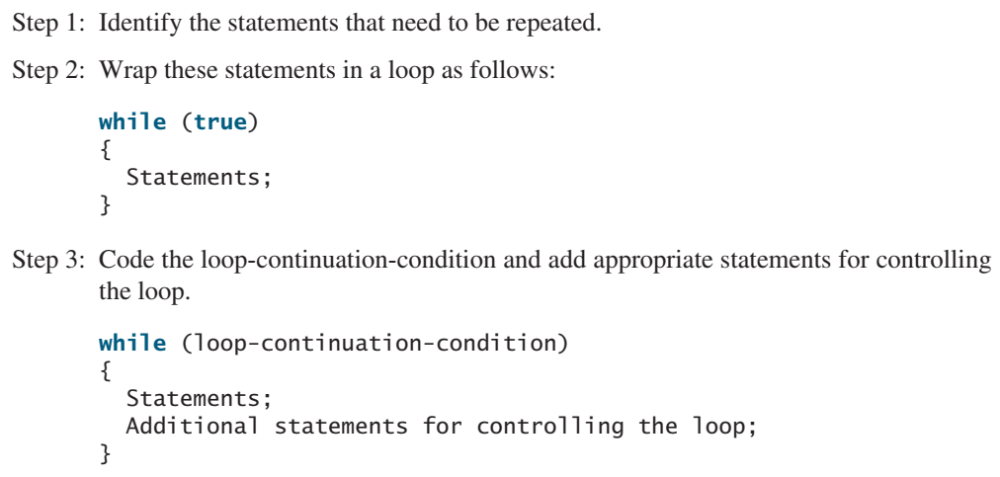 Step 1: Identify the statements that need to be repeated.
Step 2: Wrap these statements in a loop as follows:
while (true)
{
  Statements;
}
Step 3: Code the loop-continuation-condition and add appropriate statements for controlling
the loop.
while (loop-continuation-condition)
{
  Statements;
  Additional statements for controlling the loop;
}